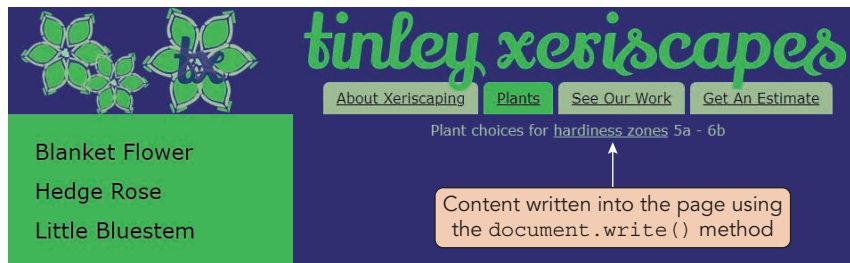 tx
tinley xeriscapes
About Xeriscaping Plants See Our Work Get An Estimate
Plant choices for hardiness zones 5a - 6b
Blanket Flower
Hedge Rose
Little Bluestem
Content written into the page using
the document.write() method